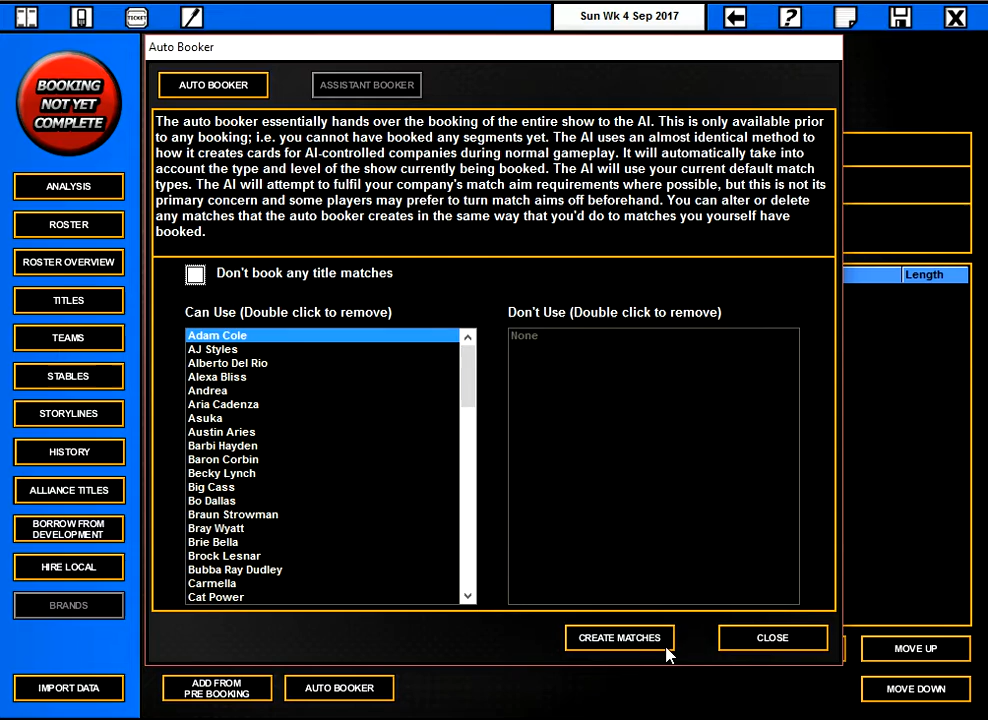 TICKET
Sun Wk 4 Sep 2017
Auto Booker
BOOKING
NOT YET
COMPLETE
AUTO BOOKER
ASSISTANT BOOKER
The auto booker essentially hands over the booking of the entire show to the AI. This is only available prior
to any booking; i.e. you cannot have booked any segments yet. The AI uses an almost identical method to
how it creates cards for AI-controlled companies during normal gameplay. It will automatically take into
account the type and level of the show currently being booked. The AI will use your current default match
types. The AI will attempt to fulfil your company's match aim requirements where possible, but this is not its
primary concern and some players may prefer to turn match aims off beforehand. You can alter or delete
any matches that the auto booker creates in the same way that you'd do to matches you yourself have
booked.
ANALYSIS
ROSTER
ROSTER OVERVIEW
TITLES
TEAMS
STABLES
STORYLINES
HISTORY
ALLIANCE TITLES
BORROW FROM
DEVELOPMENT
HIRE LOCAL
BRANDS
IMPORT DATA
Don't book any title matches
Length
Can Use (Double click to remove)
Adam Cole
AJ Styles
Alberto Del Rio
Alexa Bliss
Andrea
Aria Cadenza
Asuka
Austin Aries
Barbi Hayden
Baron Corbin
Becky Lynch
Big Cass
Bo Dallas
Braun Strowman
Bray Wyatt
Brie Bella
Brock Lesnar
Bubba Ray Dudley
Carmella
Cat Power
Don't Use (Double click to remove)
None
CREATE MATCHES
CLOSE
MOVE UP
ADD FROM
PRE BOOKING
AUTO BOOKER
MOVE DOWN